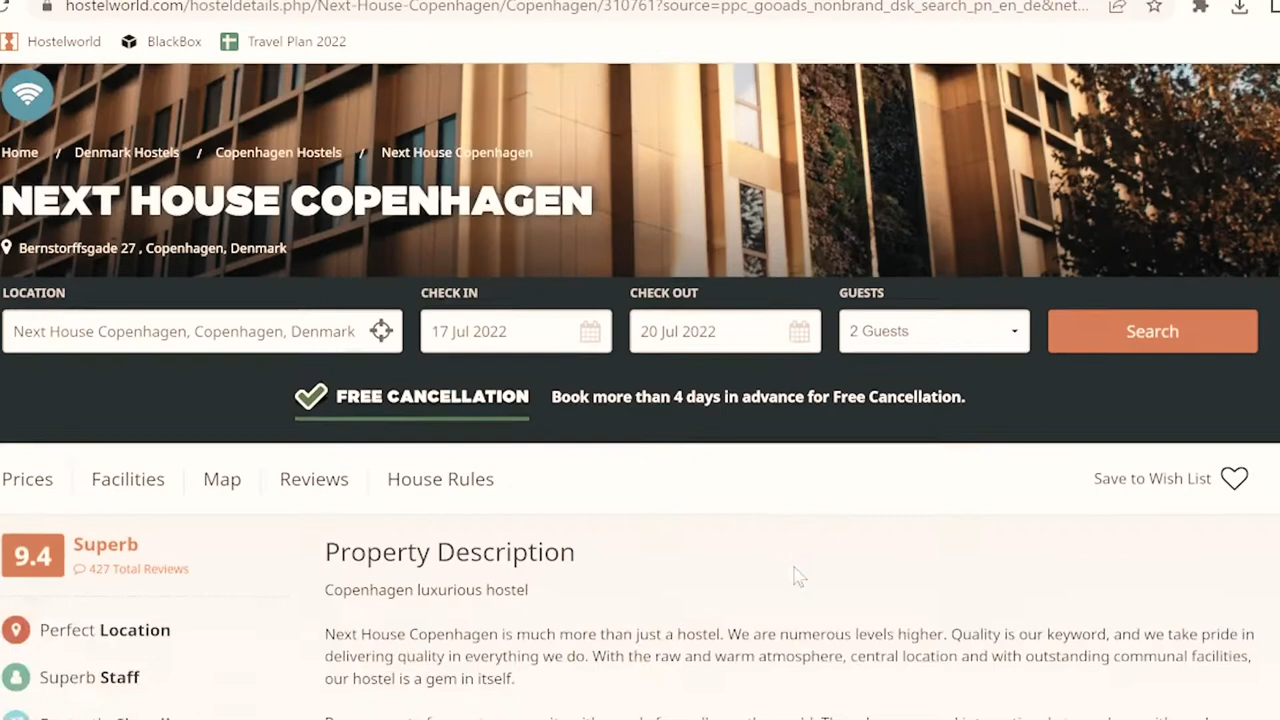 hostelworld.com/hosteldetails.php/Next-House-Copenhagen/Copenhagen/310761?source=ppc_gooads_nonbrand_dsk_search_pn_en_de&net...
Hostelworld BlackBox Travel Plan 2022
Home / Denmark Hostels / Copenhagen Hostels / Next House Copenhagen
NEXT HOUSE COPENHAGEN
Bernstorffsgade 27 , Copenhagen, Denmark
LOCATION CHECK IN CHECK OUT GUESTS
Next House Copenhagen, Copenhagen, Denmark 17 Jul 2022 20 Jul 2022 2 Guests Search
FREE CANCELLATION Book more than 4 days in advance for Free Cancellation.
Prices Facilities Map Reviews House Rules Save to Wish List
9.4 Superb
427 Total Reviews
Perfect Location
Superb Staff
Property Description
Copenhagen luxurious hostel
Next House Copenhagen is much more than just a hostel. We are numerous levels higher. Quality is our keyword, and we take pride in
delivering quality in everything we do. With the raw and warm atmosphere, central location and with outstanding communal facilities,
our hostel is a gem in itself.